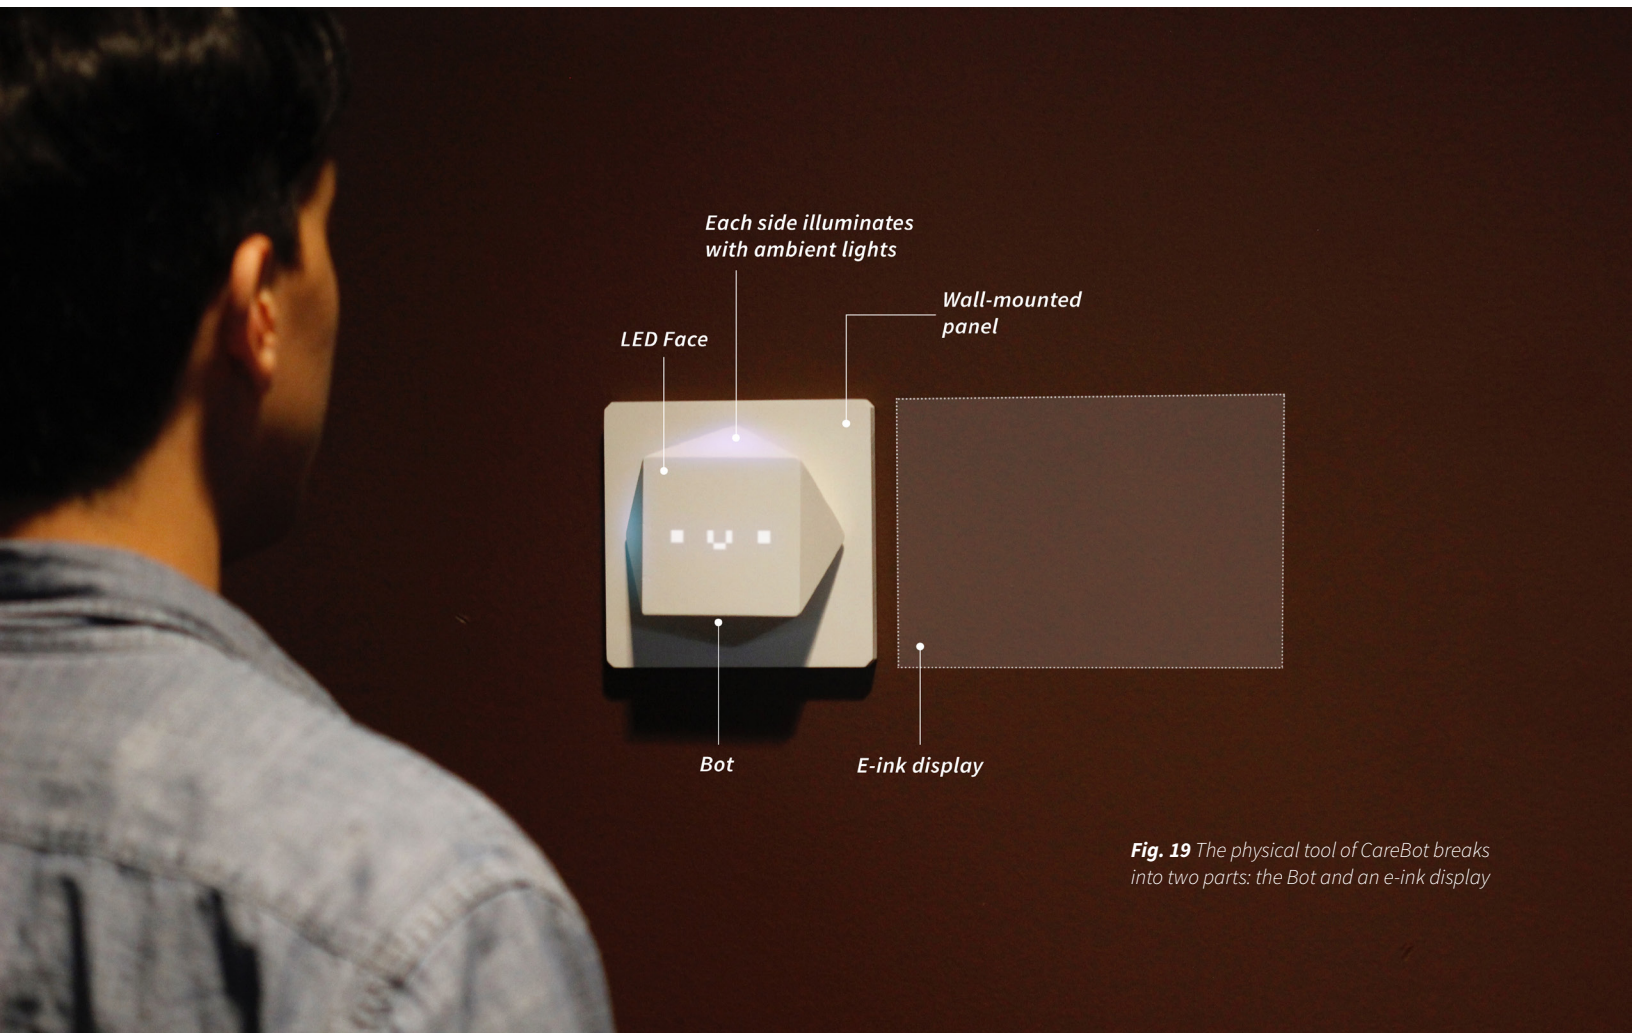 Each side illuminates
with ambient lights
Wall-mounted
panel
LED Face
Bot
E-ink display
Fig. 19 The physical tool of CareBot breaks
into two parts: the Bot and an e-ink display